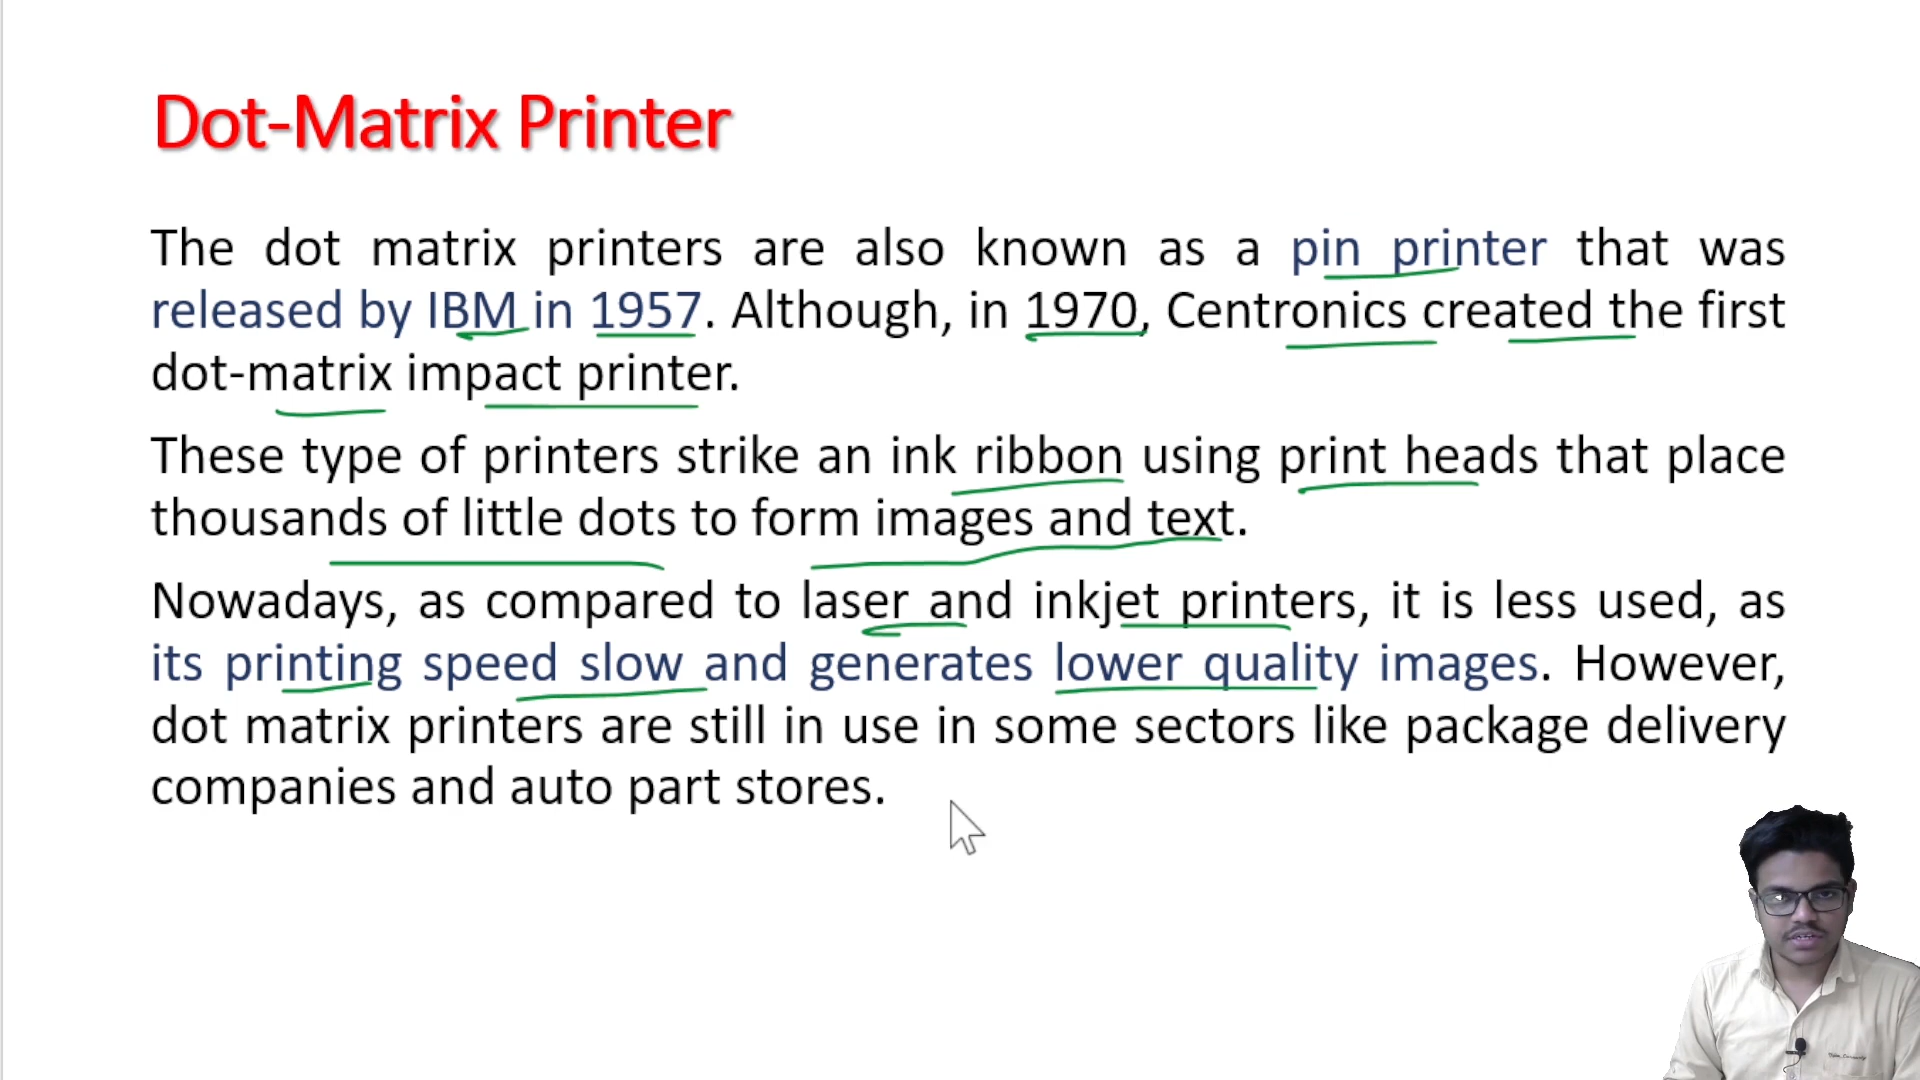 Dot-Matrix Printer
The dot matrix printers are also known as a pin printer that was
released by IBM in 1957. Although, in 1970, Centronics created the first
dot-matrix impact printer.
These type of printers strike an ink ribbon using print heads that place
thousands of little dots to form images and text.
Nowadays, as compared to laser and inkjet printers, it is less used, as
its printing speed slow and generates lower quality images. However,
dot matrix printers are still in use in some sectors like package delivery
companies and auto part stores.